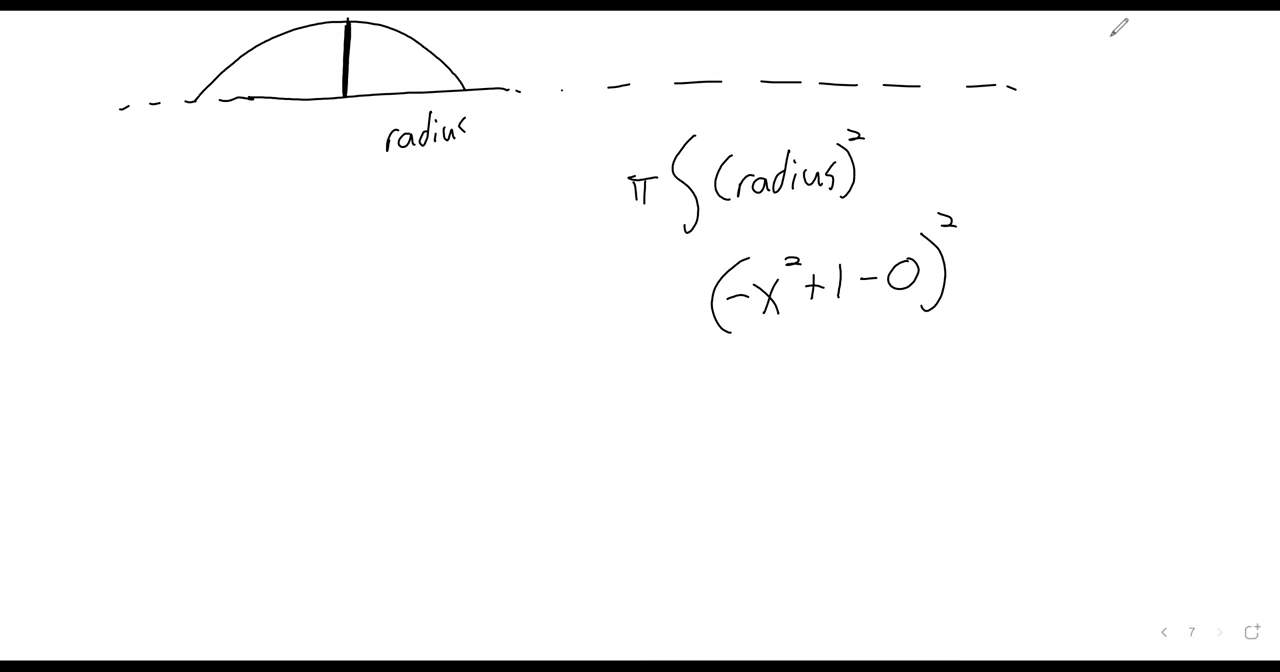 radius
π∫(radius)²
(-x²+1-0)²
7